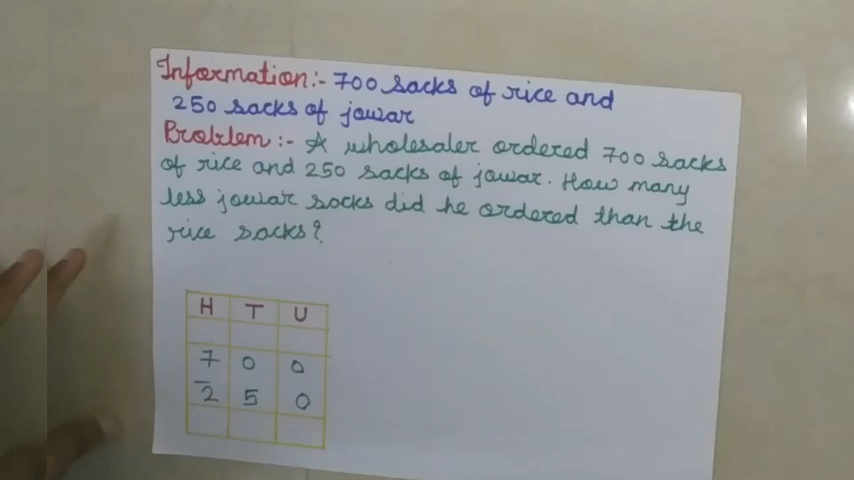 Information:- 700 sacks of rice and
250 sacks of jowar
Problem:- A wholesaler ordered 700 sacks
of rice and 250 sacks of jowar. How many
less jowar socks did he ordered than the
rice sacks?
H T U
7 0 0
- 2 5 0